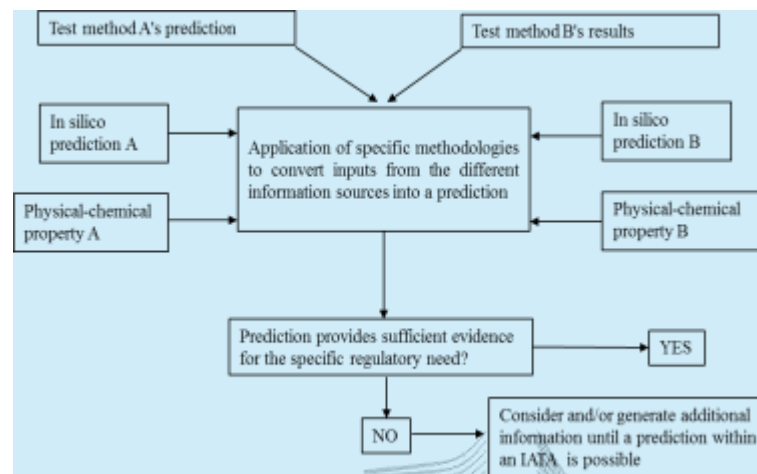 Test method A's prediction
Test method B's results
In silico
prediction A
Application of specific methodologies
to convert inputs from the different
information sources into a prediction
In silico
prediction B
Physical-chemical
property A
Physical-chemical
property B
Prediction provides sufficient evidence
for the specific regulatory need?
YES
NO
Consider and/or generate additional
information until a prediction within
an IATA is possible